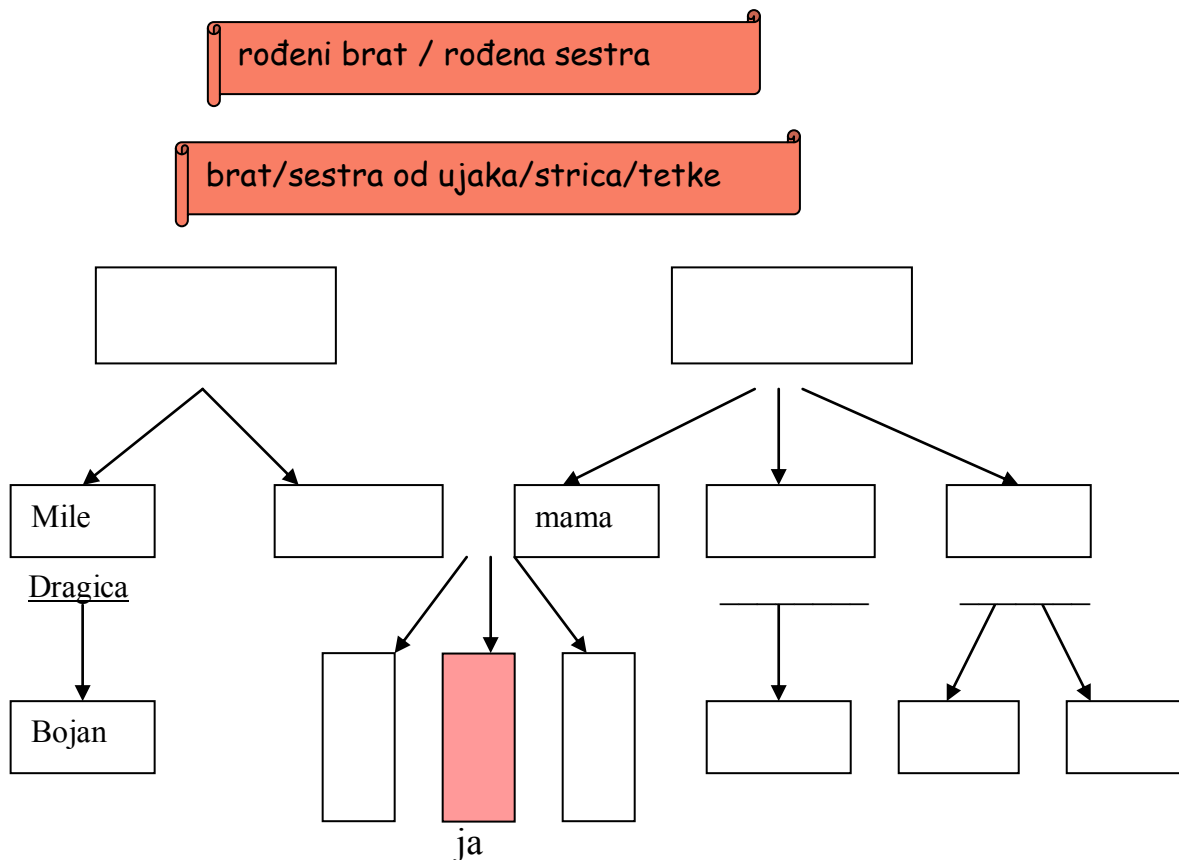 rođeni brat / rođena sestra
brat/sestra od ujaka/strica/tetke
Mile
mama
Dragica
Bojan
ja